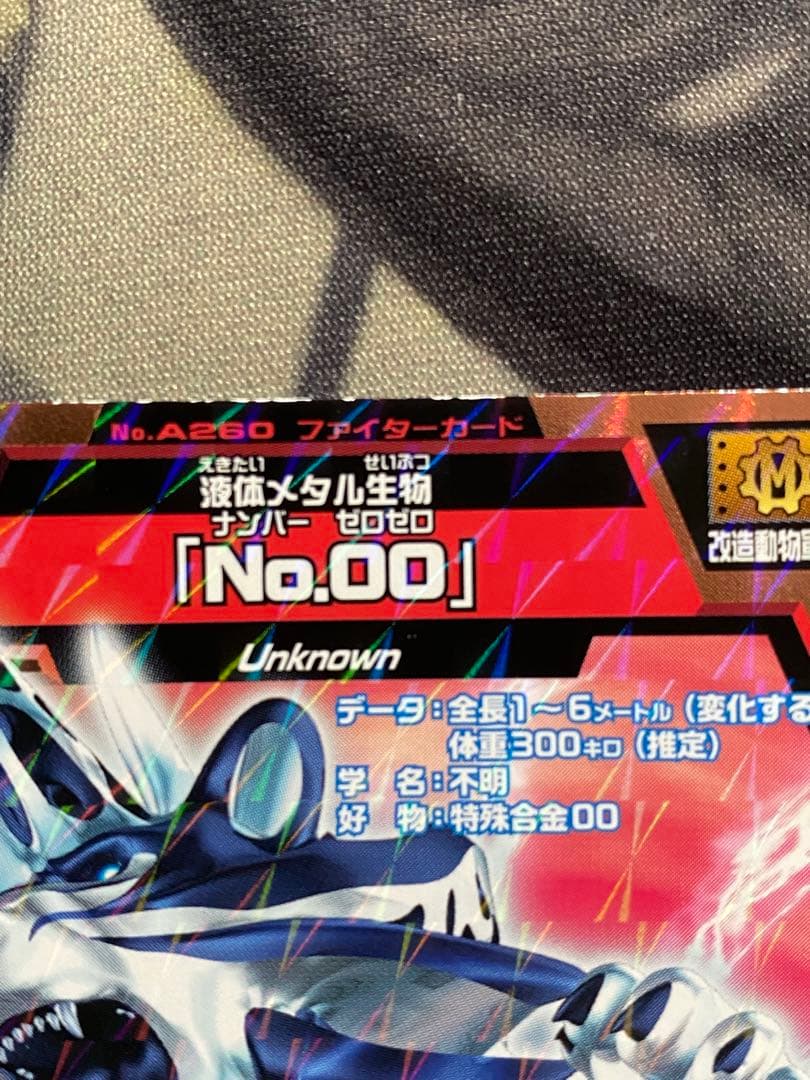 No.A260 ファイターカード
えきたい せいぶつ
液体メタル生物
ナンバー ゼロゼロ
「No.00」
M
改造動物
Unknown
データ:全長1～6メートル(変化する
体重300キロ(推定)
学 名:不明
好 物:特殊合金00